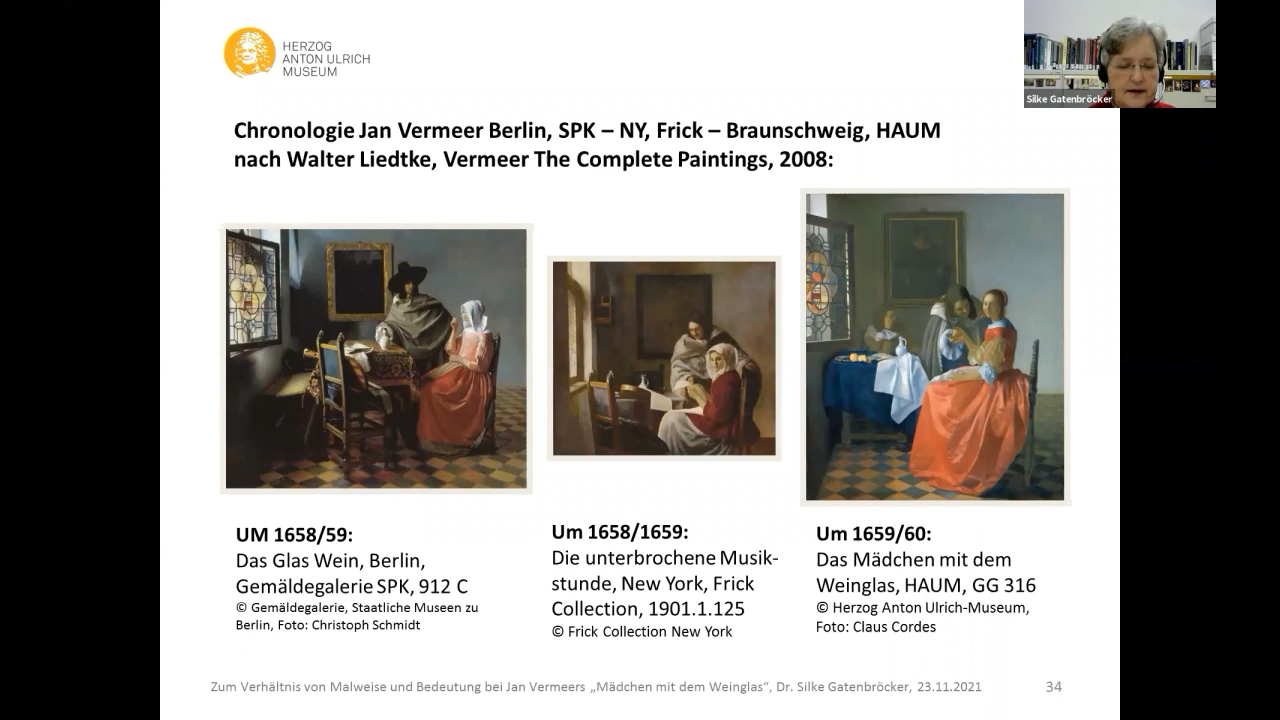 HERZOG
ANTON ULRICH
MUSEUM
Silke Gatenbröcker
Chronologie Jan Vermeer Berlin, SPK – NY, Frick – Braunschweig, HAUM
nach Walter Liedtke, Vermeer The Complete Paintings, 2008:
UM 1658/59:
Das Glas Wein, Berlin,
Gemäldegalerie SPK, 912 C
© Gemäldegalerie, Staatliche Museen zu
Berlin, Foto: Christoph Schmidt
Um 1658/1659:
Die unterbrochene Musik-
stunde, New York, Frick
Collection, 1901.1.125
© Frick Collection New York
Um 1659/60:
Das Mädchen mit dem
Weinglas, HAUM, GG 316
© Herzog Anton Ulrich-Museum,
Foto: Claus Cordes
Zum Verhältnis von Malweise und Bedeutung bei Jan Vermeers „Mädchen mit dem Weinglas“, Dr. Silke Gatenbröcker, 23.11.2021
34